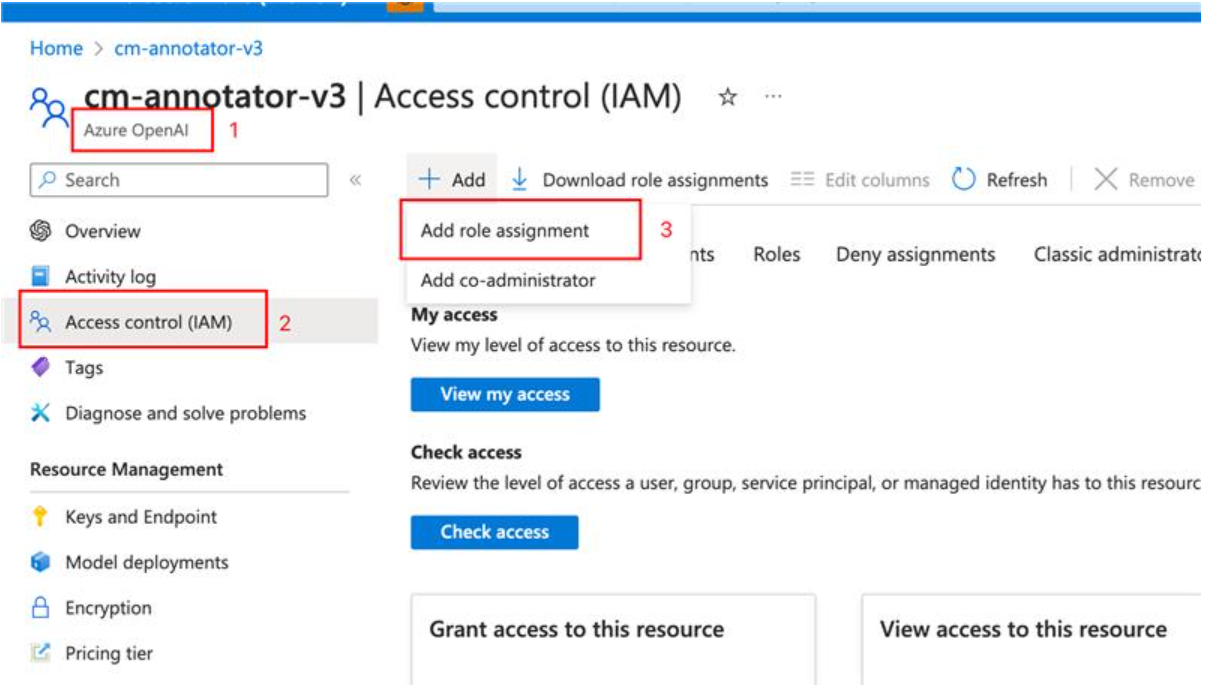 Home > cm-annotator-v3
cm-annotator-v3 | Access control (IAM) ☆ ...
Azure OpenAI 1
Search «
+ Add Download role assignments Edit columns Refresh Remove
Add role assignment 3
Add co-administrator
Roles Deny assignments
Overview
Activity log
Access control (IAM) 2
Tags
Diagnose and solve problems
Resource Management
Keys and Endpoint
Model deployments
Encryption
Pricing tier
My access
View my level of access to this resource.
View my access
Check access
Review the level of access a user, group, service principal, or managed identity has to this resourc
Check access
Grant access to this resource
View access to this resource